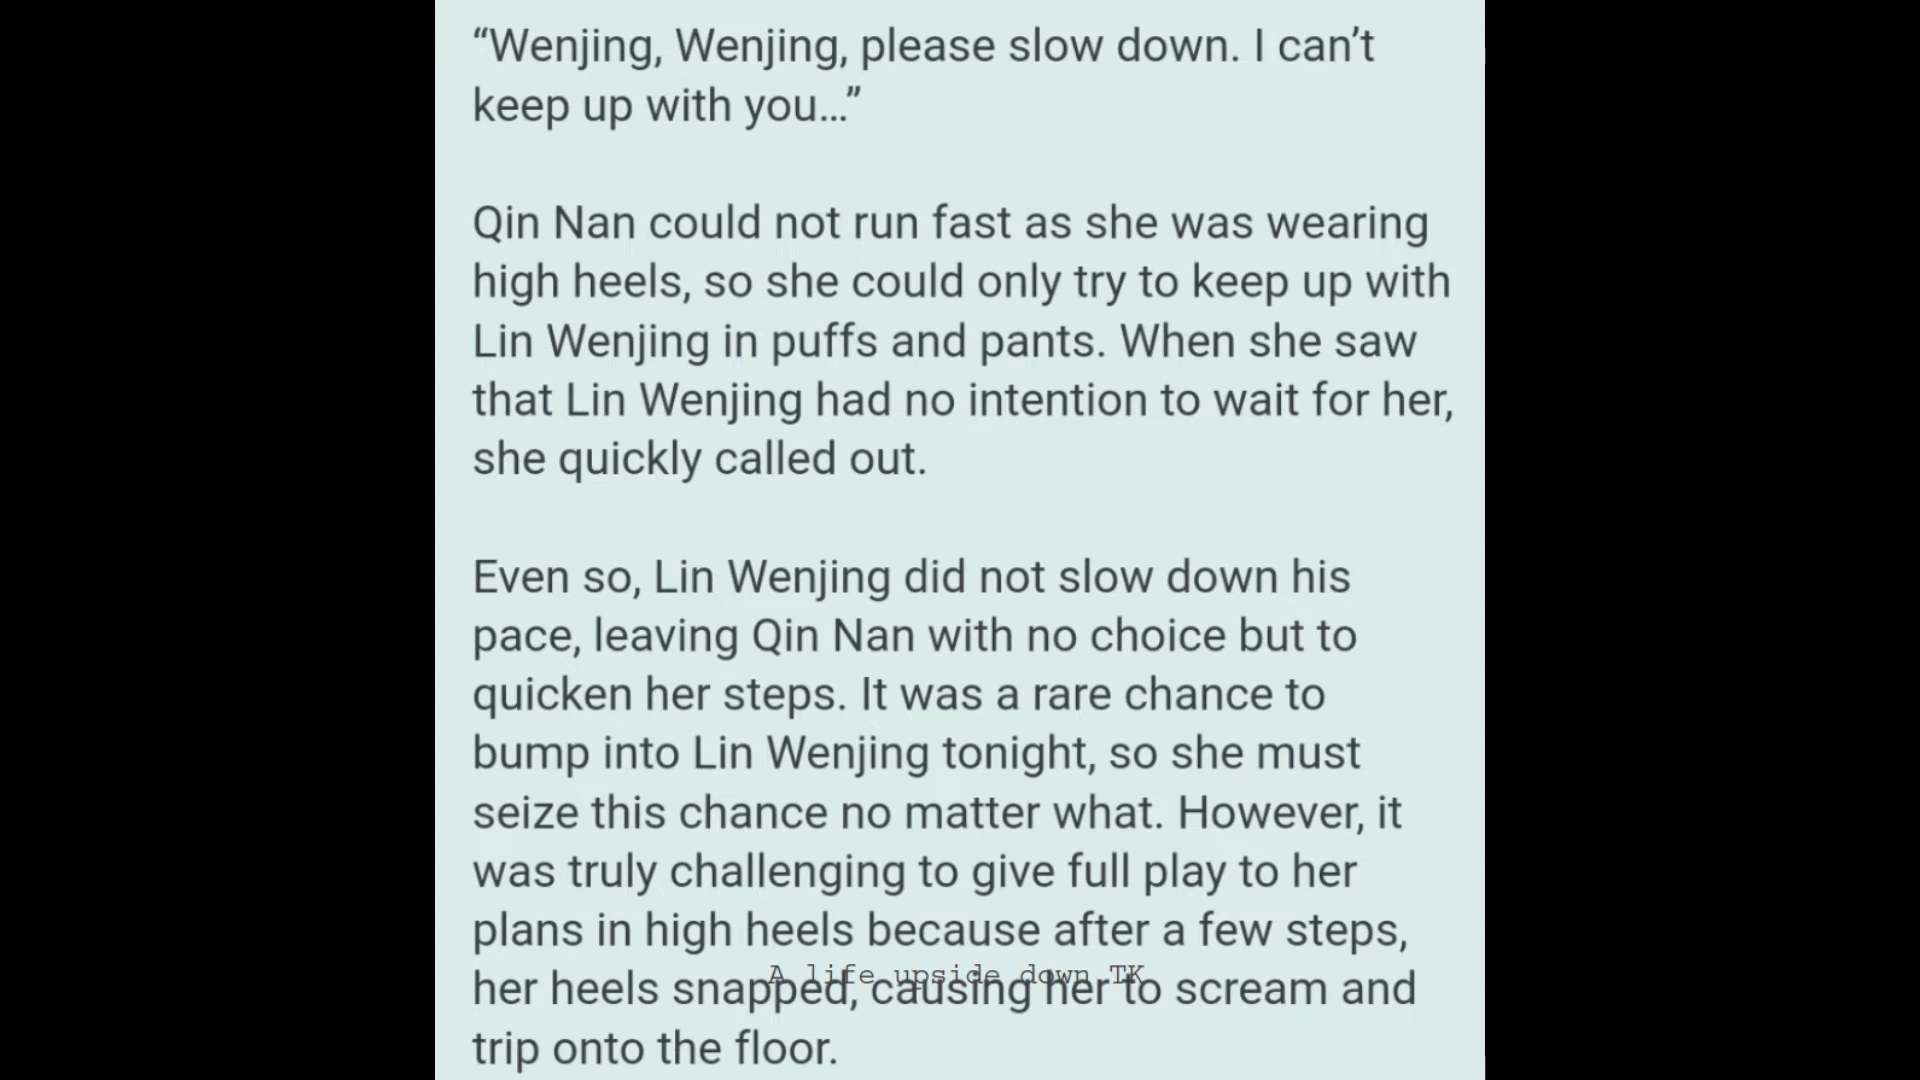 “Wenjing, Wenjing, please slow down. I can’t
keep up with you…”
Qin Nan could not run fast as she was wearing
high heels, so she could only try to keep up with
Lin Wenjing in puffs and pants. When she saw
that Lin Wenjing had no intention to wait for her,
she quickly called out.
Even so, Lin Wenjing did not slow down his
pace, leaving Qin Nan with no choice but to
quicken her steps. It was a rare chance to
bump into Lin Wenjing tonight, so she must
seize this chance no matter what. However, it
was truly challenging to give full play to her
plans in high heels because after a few steps,
A life upside down TK
her heels snapped, causing her to scream and
trip onto the floor.